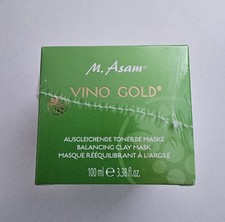 M. Asam®
VINO GOLD®
AUSGLEICHENDE TONERDE MASKE
BALANCING CLAY MASK
MASQUE RÉÉQUILIBRANT À L'ARGILE
100 ml ℮ 3.38 fl.oz.